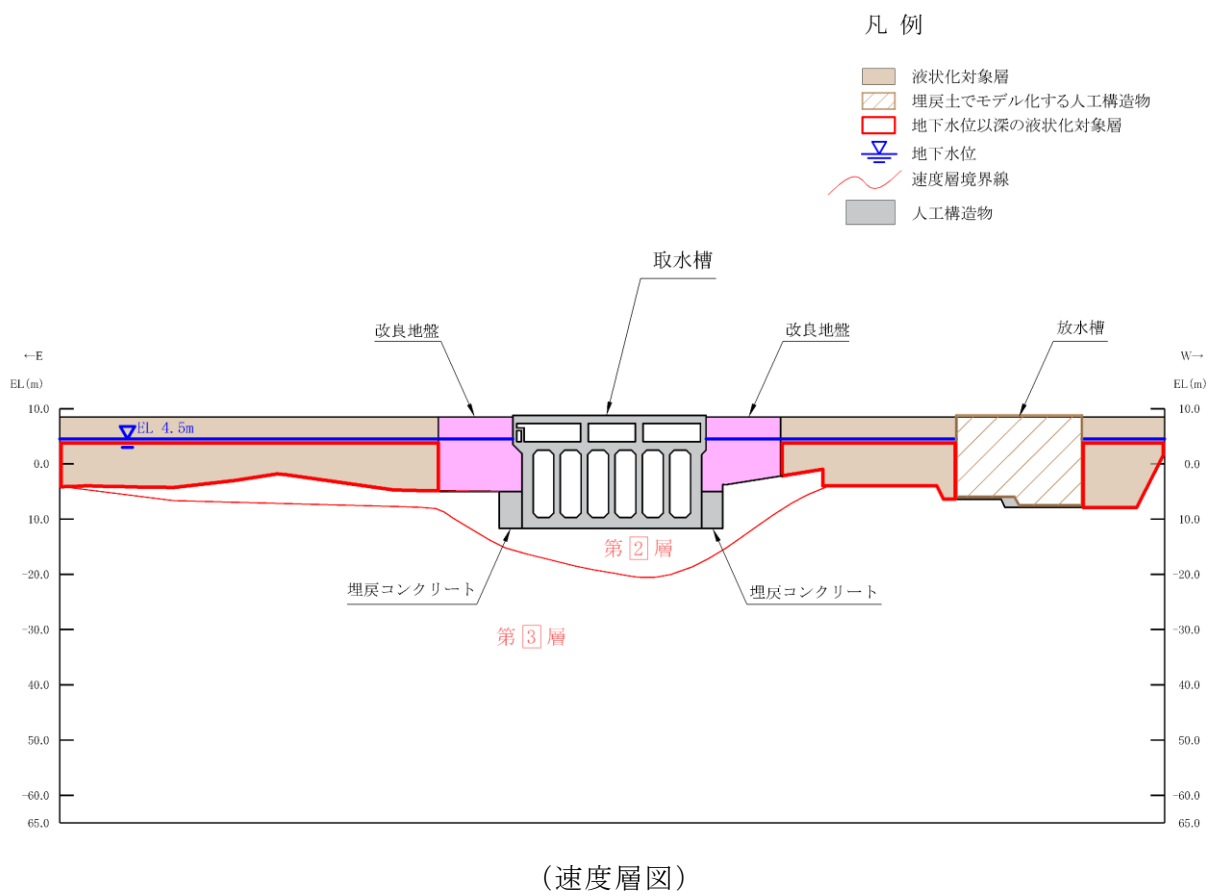 凡 例
液状化対象層
埋戻土でモデル化する人工構造物
地下水位以深の液状化対象層
地下水位
速度層境界線
人工構造物
取水槽
改良地盤
改良地盤
放水槽
←E
W→
EL(m)
EL(m)
10.0
10.0
EL 4.5m
0.0
0.0
10.0
-10.0
第 2 層
-20.0
-20.0
埋戻コンクリート
埋戻コンクリート
-30.0
-30.0
第 3 層
40.0
40.0
50.0
50.0
-60.0
-60.0
65.0
65.0
(速度層図)